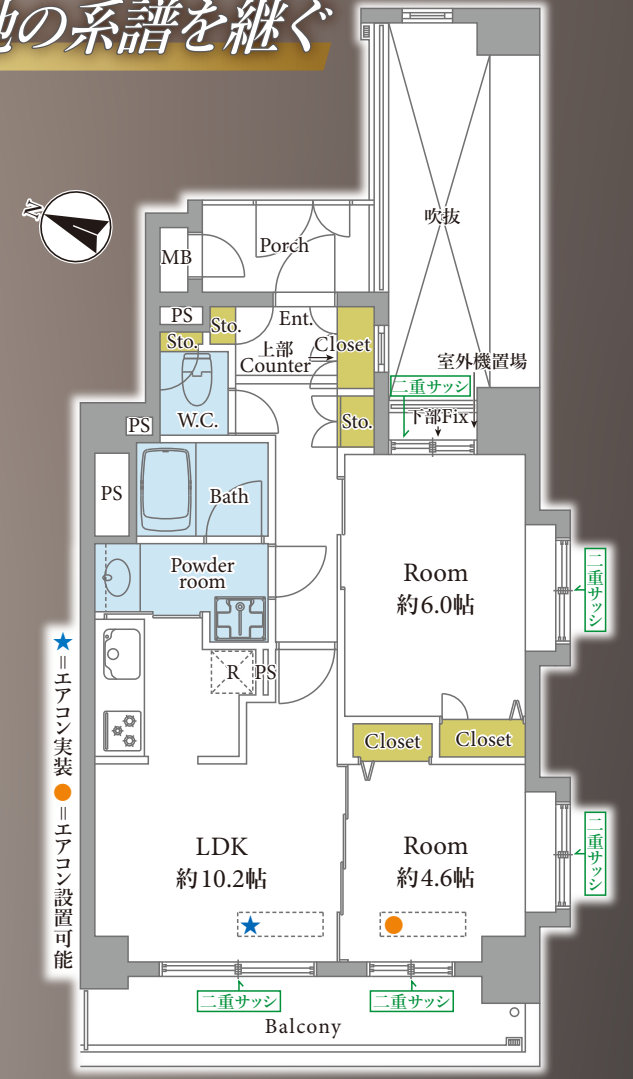 地の系譜を継ぐ
N
吹抜
MB
Porch
PS
Sto.
Sto.
Ent.
上部
Counter
Closet
室外機置場
二重サッシ
下部Fix
W.C.
Sto.
PS
PS
Bath
Powder
room
Room
約6.0帖
二重サッシ
R
PS
★=エアコン実装 ●=エアコン設置可能
Closet
Closet
LDK
約10.2帖
Room
約4.6帖
二重サッシ
★
●
二重サッシ
二重サッシ
Balcony